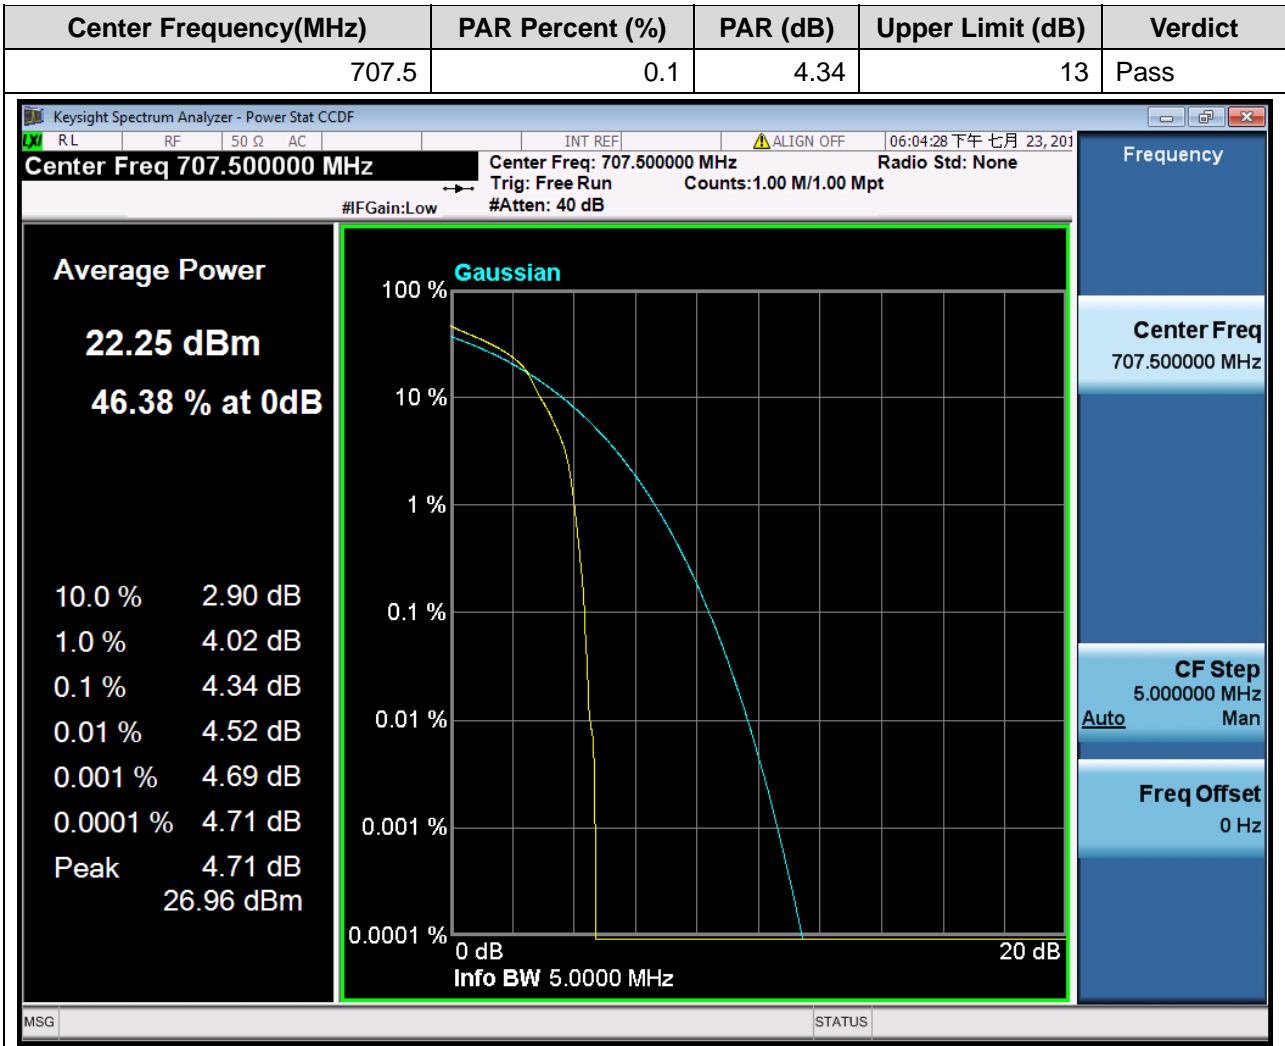 Center Frequency(MHz) PAR Percent (%) PAR (dB) Upper Limit (dB) Verdict
707.5 0.1 4.34 13 Pass
Keysight Spectrum Analyzer - Power Stat CCDF
LXI RL RF 50 Ω AC INT REF ALIGN OFF 06:04:28 下午 七月 23, 201
Center Freq 707.500000 MHz
Center Freq: 707.500000 MHz Radio Std: None
Trig: Free Run Counts:1.00 M/1.00 Mpt
#IFGain:Low #Atten: 40 dB
Frequency
Average Power
22.25 dBm
46.38 % at 0dB
10.0 % 2.90 dB
1.0 % 4.02 dB
0.1 % 4.34 dB
0.01 % 4.52 dB
0.001 % 4.69 dB
0.0001 % 4.71 dB
Peak 4.71 dB
26.96 dBm
Gaussian
100 %
10 %
1 %
0.1 %
0.01 %
0.001 %
0.0001 %
0 dB 20 dB
Info BW 5.0000 MHz
Center Freq
707.500000 MHz
CF Step
5.000000 MHz
Auto Man
Freq Offset
0 Hz
MSG STATUS